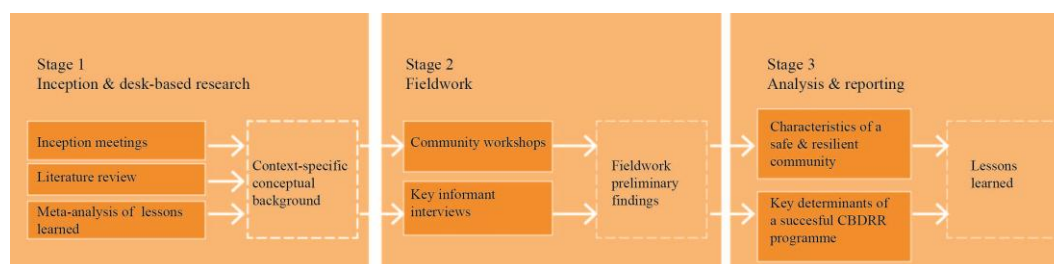 Stage 1
Inception & desk-based research
Inception meetings
Literature review
Meta-analysis of lessons
learned
Context-specific
conceptual
background
Stage 2
Fieldwork
Community workshops
Key informant
interviews
Fieldwork
preliminary
findings
Stage 3
Analysis & reporting
Characteristics of a
safe & resilient
community
Key determinants of
a succesful CBDRR
programme
Lessons
learned